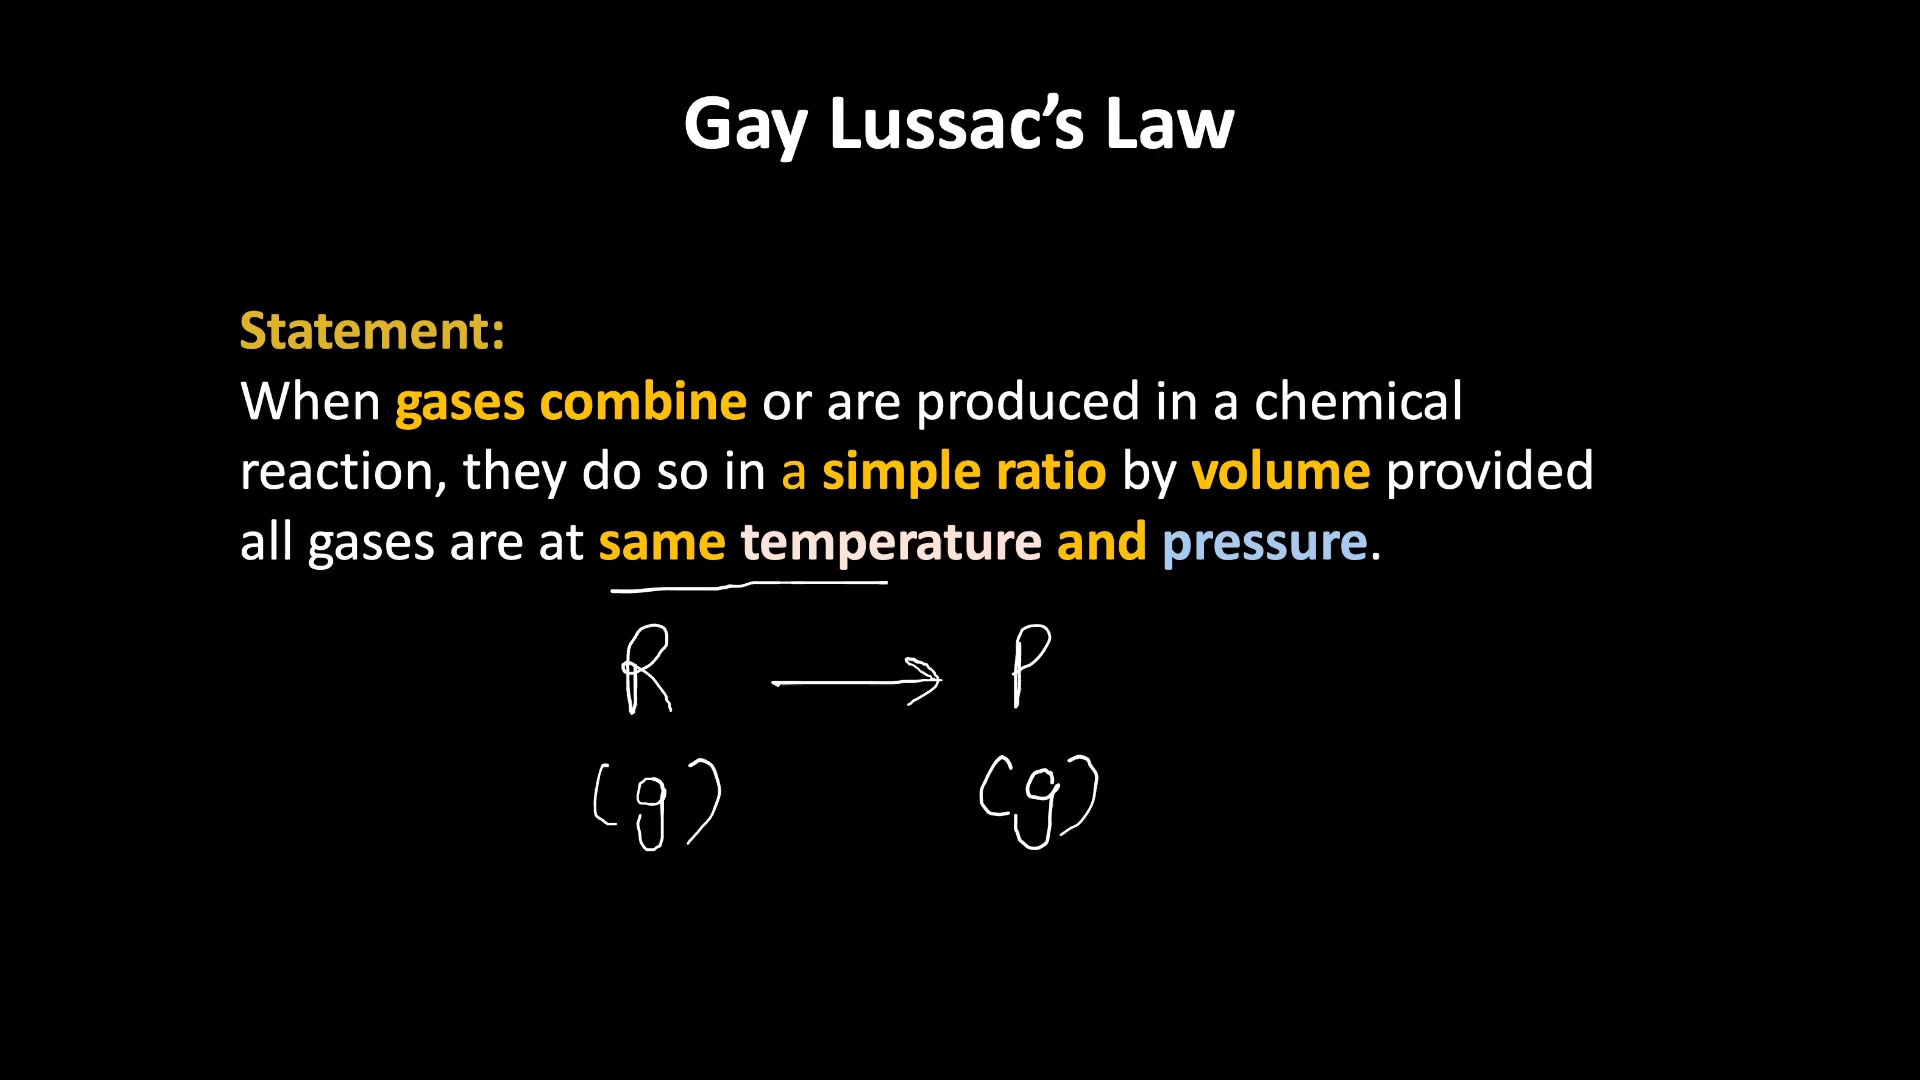 Gay Lussac’s Law
Statement:
When gases combine or are produced in a chemical
reaction, they do so in a simple ratio by volume provided
all gases are at same temperature and pressure.
R → P
(g) (g)